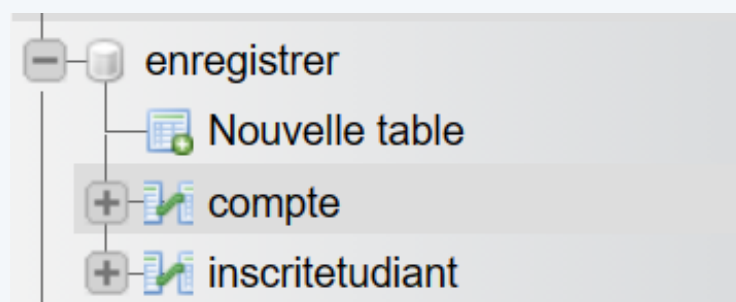 enregistrer
Nouvelle table
compte
inscritetudiant